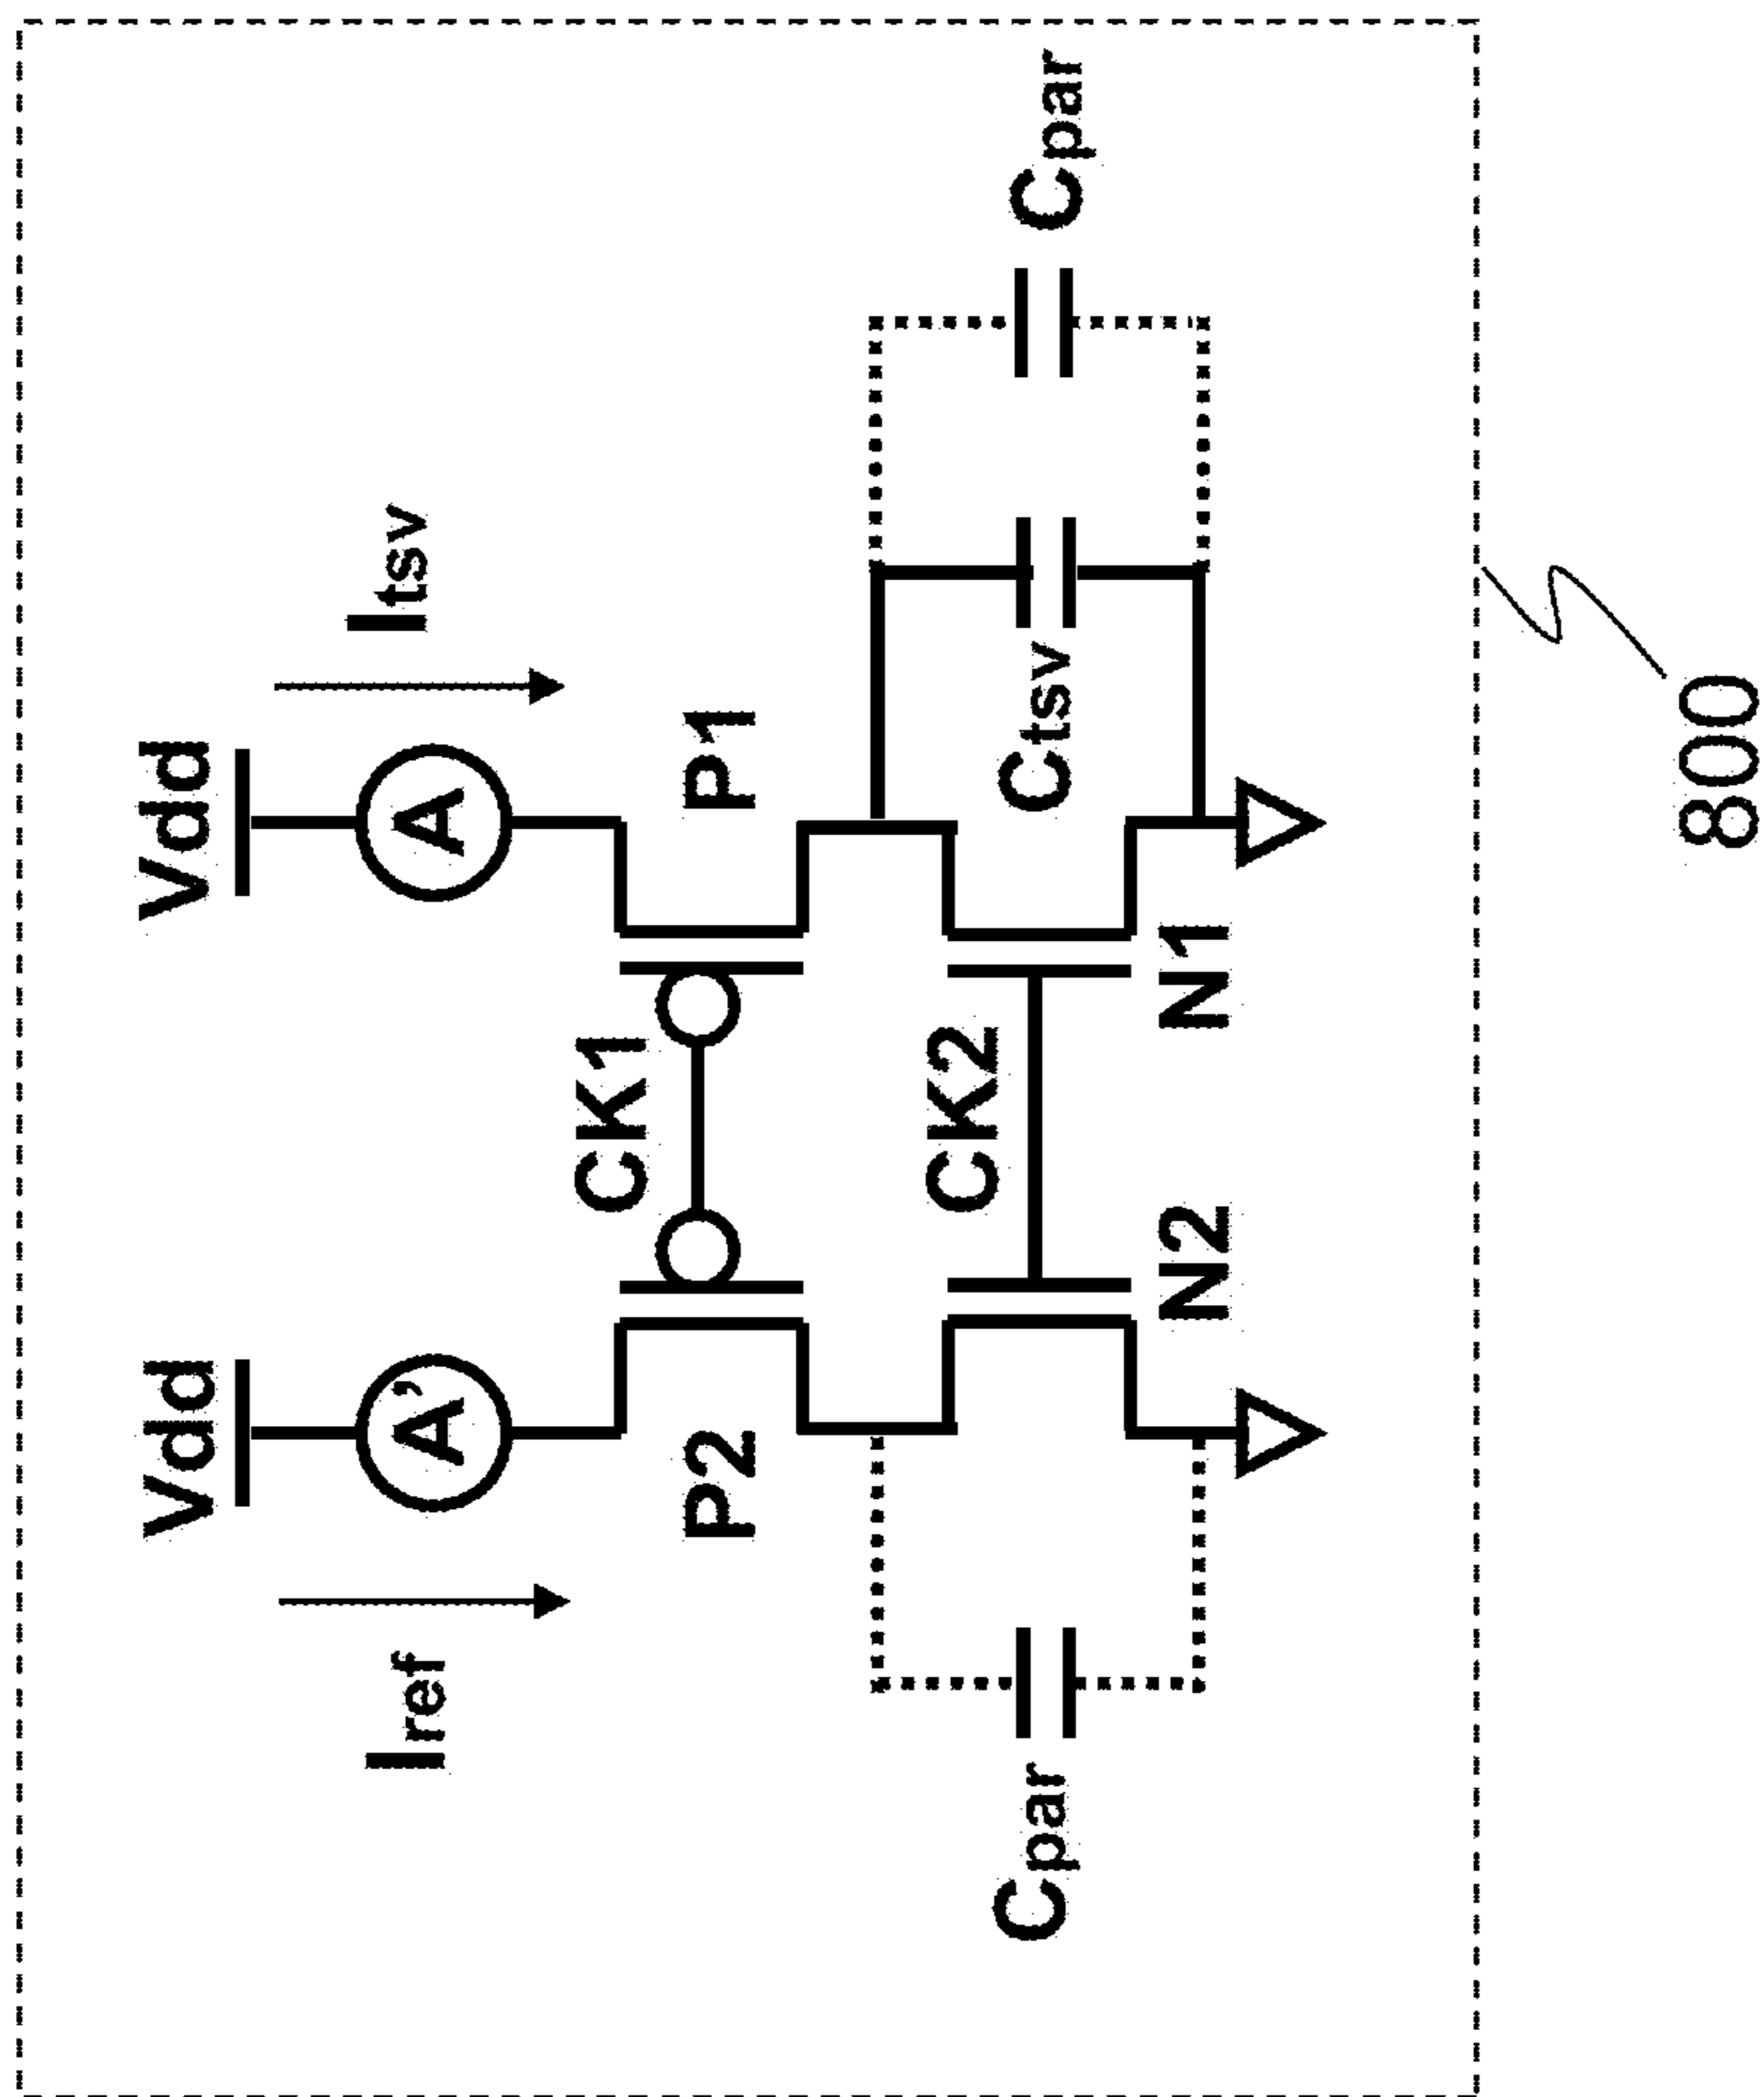 Vdd
Vdd
Iref
A’
A
Itsv
CK1
P2
P1
CK2
Cpar
Ctsv
Cpar
N2
N1
800